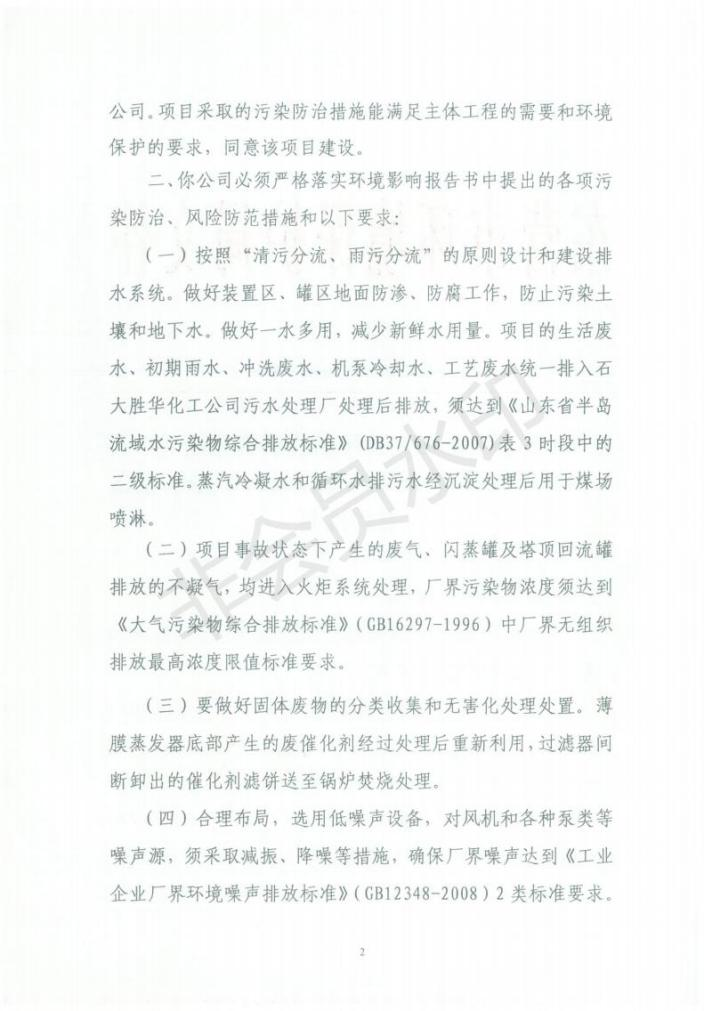 公司。项目采取的污染防治措施能满足主体工程的需要和环境
保护的要求，同意该项目建设。
二、你公司必须严格落实环境影响报告书中提出的各项污
染防治、风险防范措施和以下要求：
（一）按照“清污分流、雨污分流”的原则设计和建设排
水系统。做好装置区、罐区地面防渗、防腐工作，防止污染土
壤和地下水。做好一水多用，减少新鲜水用量。项目的生活废
水、初期雨水、冲洗废水、机泵冷却水、工艺废水统一排入石
大胜华化工公司污水处理厂处理后排放，须达到《山东省半岛
流域水污染物综合排放标准》(DB37/676-2007)表 3 时段中的
二级标准。蒸汽冷凝水和循环水排污水经沉淀处理后用于煤场
喷淋。
（二）项目事故状态下产生的废气、闪蒸罐及塔顶回流罐
排放的不凝气，均进入火炬系统处理，厂界污染物浓度须达到
《大气污染物综合排放标准》（GB16297-1996）中厂界无组织
排放最高浓度限值标准要求。
（三）要做好固体废物的分类收集和无害化处理处置。薄
膜蒸发器底部产生的废催化剂经过处理后重新利用，过滤器间
断卸出的催化剂滤饼送至锅炉焚烧处理。
（四）合理布局，选用低噪声设备，对风机和各种泵类等
噪声源，须采取减振、降噪等措施，确保厂界噪声达到《工业
企业厂界环境噪声排放标准》（GB12348-2008）2 类标准要求。
2
非会员水印